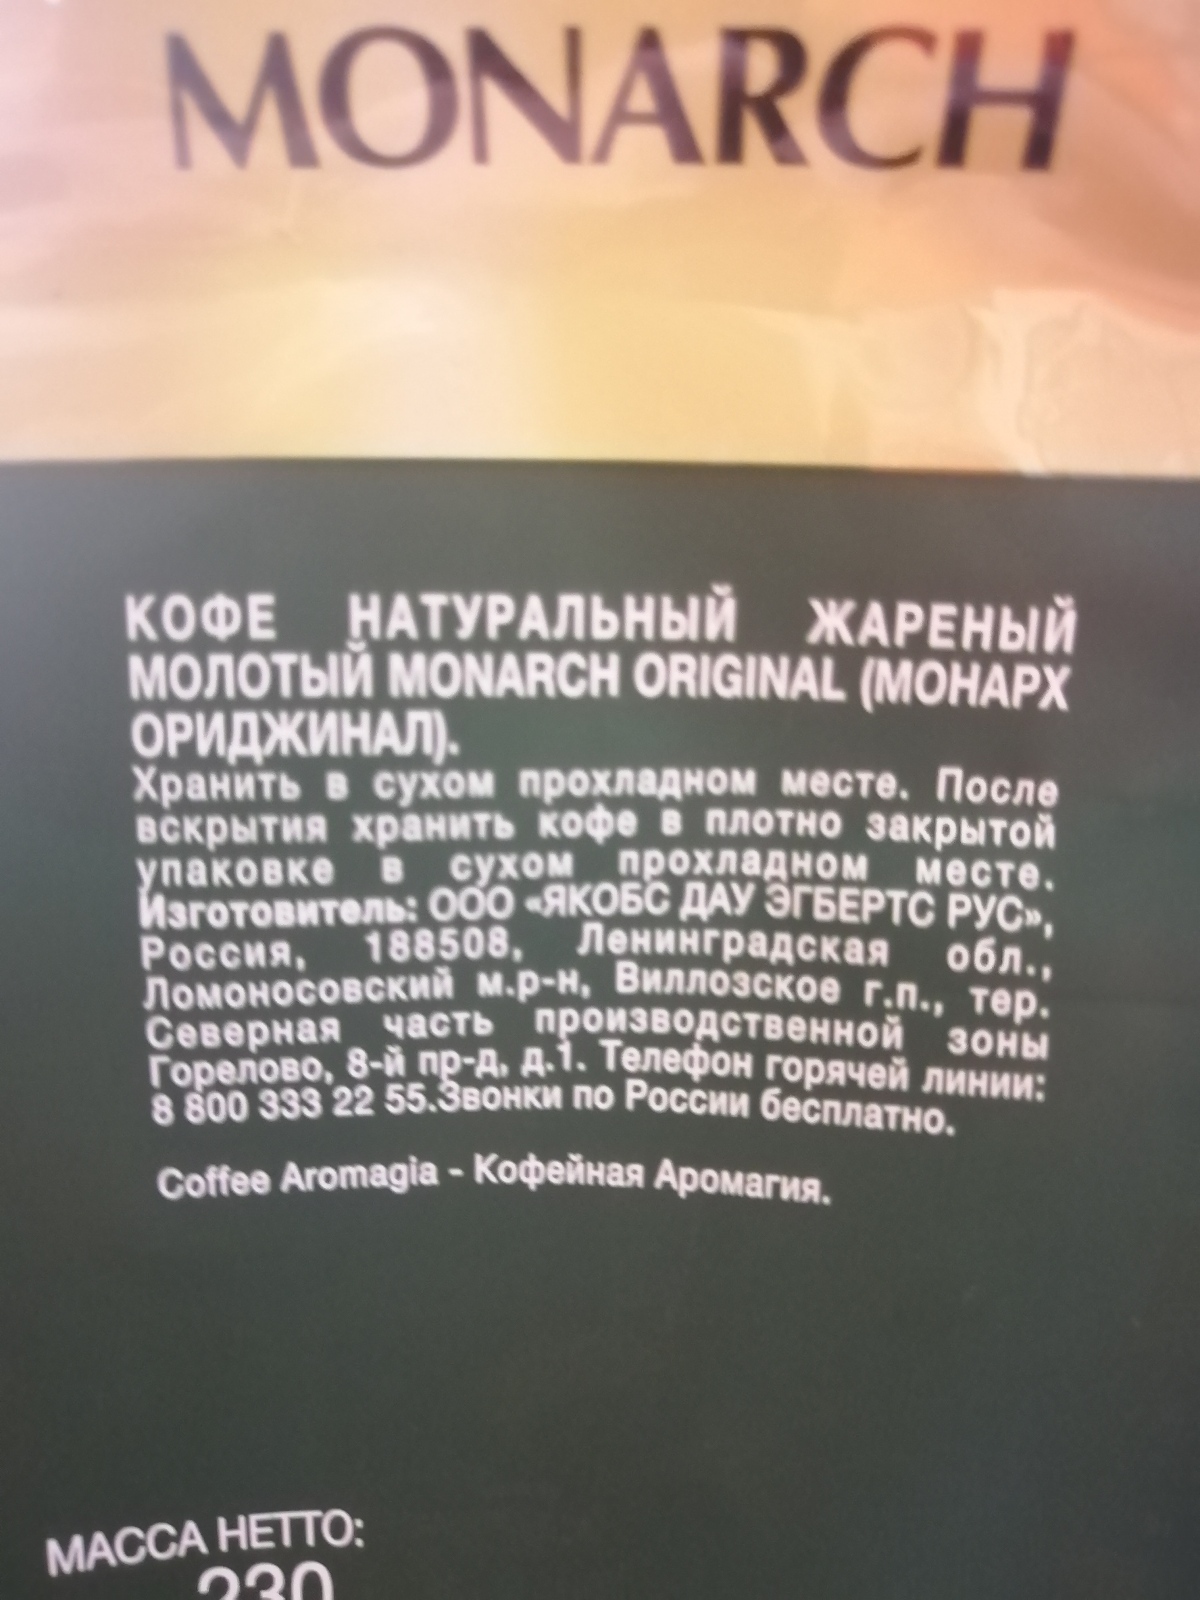 MONARCH
КОФЕ НАТУРАЛЬНЫЙ ЖАРЕНЫЙ
МОЛОТЫЙ MONARCH ORIGINAL (МОНАРХ
ОРИДЖИНАЛ).
Хранить в сухом прохладном месте. После
вскрытия хранить кофе в плотно закрытой
упаковке в сухом прохладном месте.
Изготовитель: ООО «ЯКОБС ДАУ ЭГБЕРТС РУС»,
Россия, 188508, Ленинградская обл.,
Ломоносовский м.р-н, Виллозское г.п., тер.
Северная часть производственной зоны
Горелово, 8-й пр-д, д.1. Телефон горячей линии:
8 800 333 22 55.Звонки по России бесплатно.
Coffee Aromagia - Кофейная Аромагия.
МАССА НЕТТО:
230